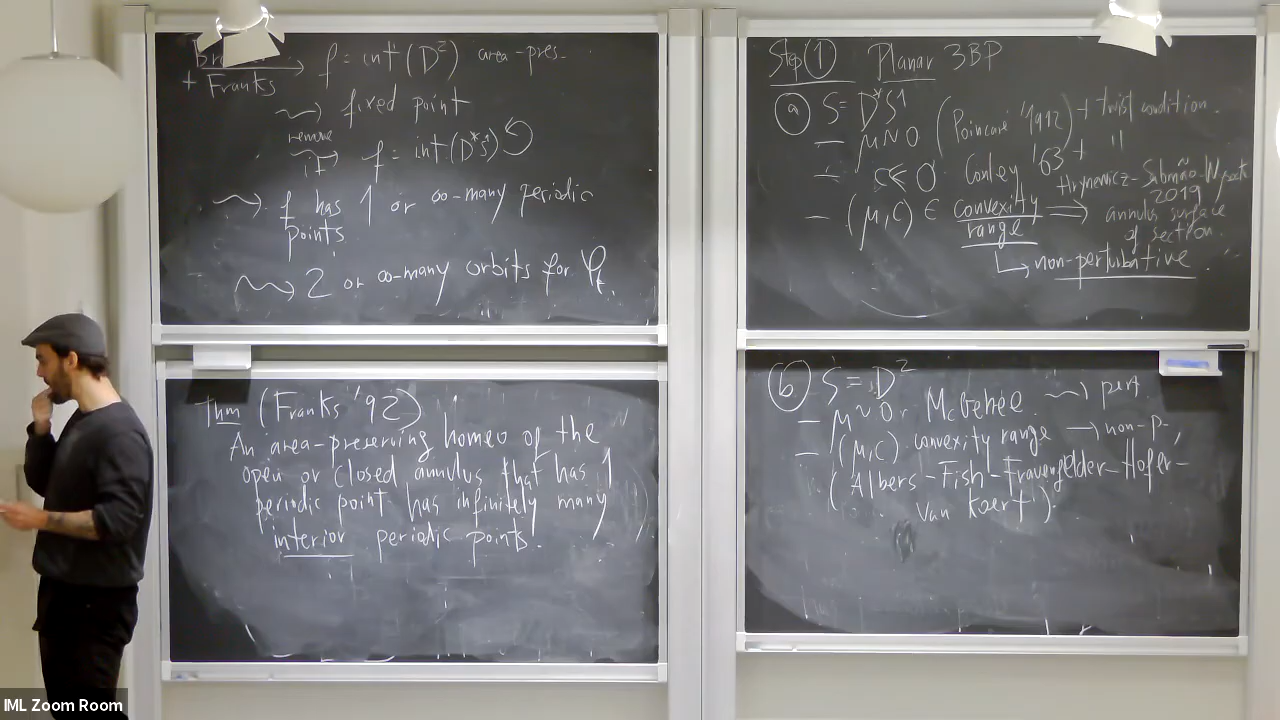 + Franks → f = int(D²) area-pres.
⇝ fixed point
remove it ⇝ f = int(D*S¹) ↺
⇝ f has 1 or ∞-many periodic
points
⇝ 2 or ∞-many orbits for φₜ.
Thm (Franks '92)
An area-preserving homeo of the
open or closed annulus that has 1
periodic point has infinitely many
interior periodic points.
Step ① Planar 3BP
ⓐ S = D*S¹
– μ~0 (Poincaré '1912) + twist condition.
– c≪0 Conley '63 + "
Hryniewicz-Salomão-Wysocki
2019
– (μ,c) ∈ convexity ⟹ annulus surface
range of section.
↳ non-perturbative
ⓑ S = D²
– μ~0. McGehee ⇝ pert.
– (μ,c) convexity range → non-p.
(Albers-Fish-Frauenfelder-Hofer-
van Koert).
IML Zoom Room